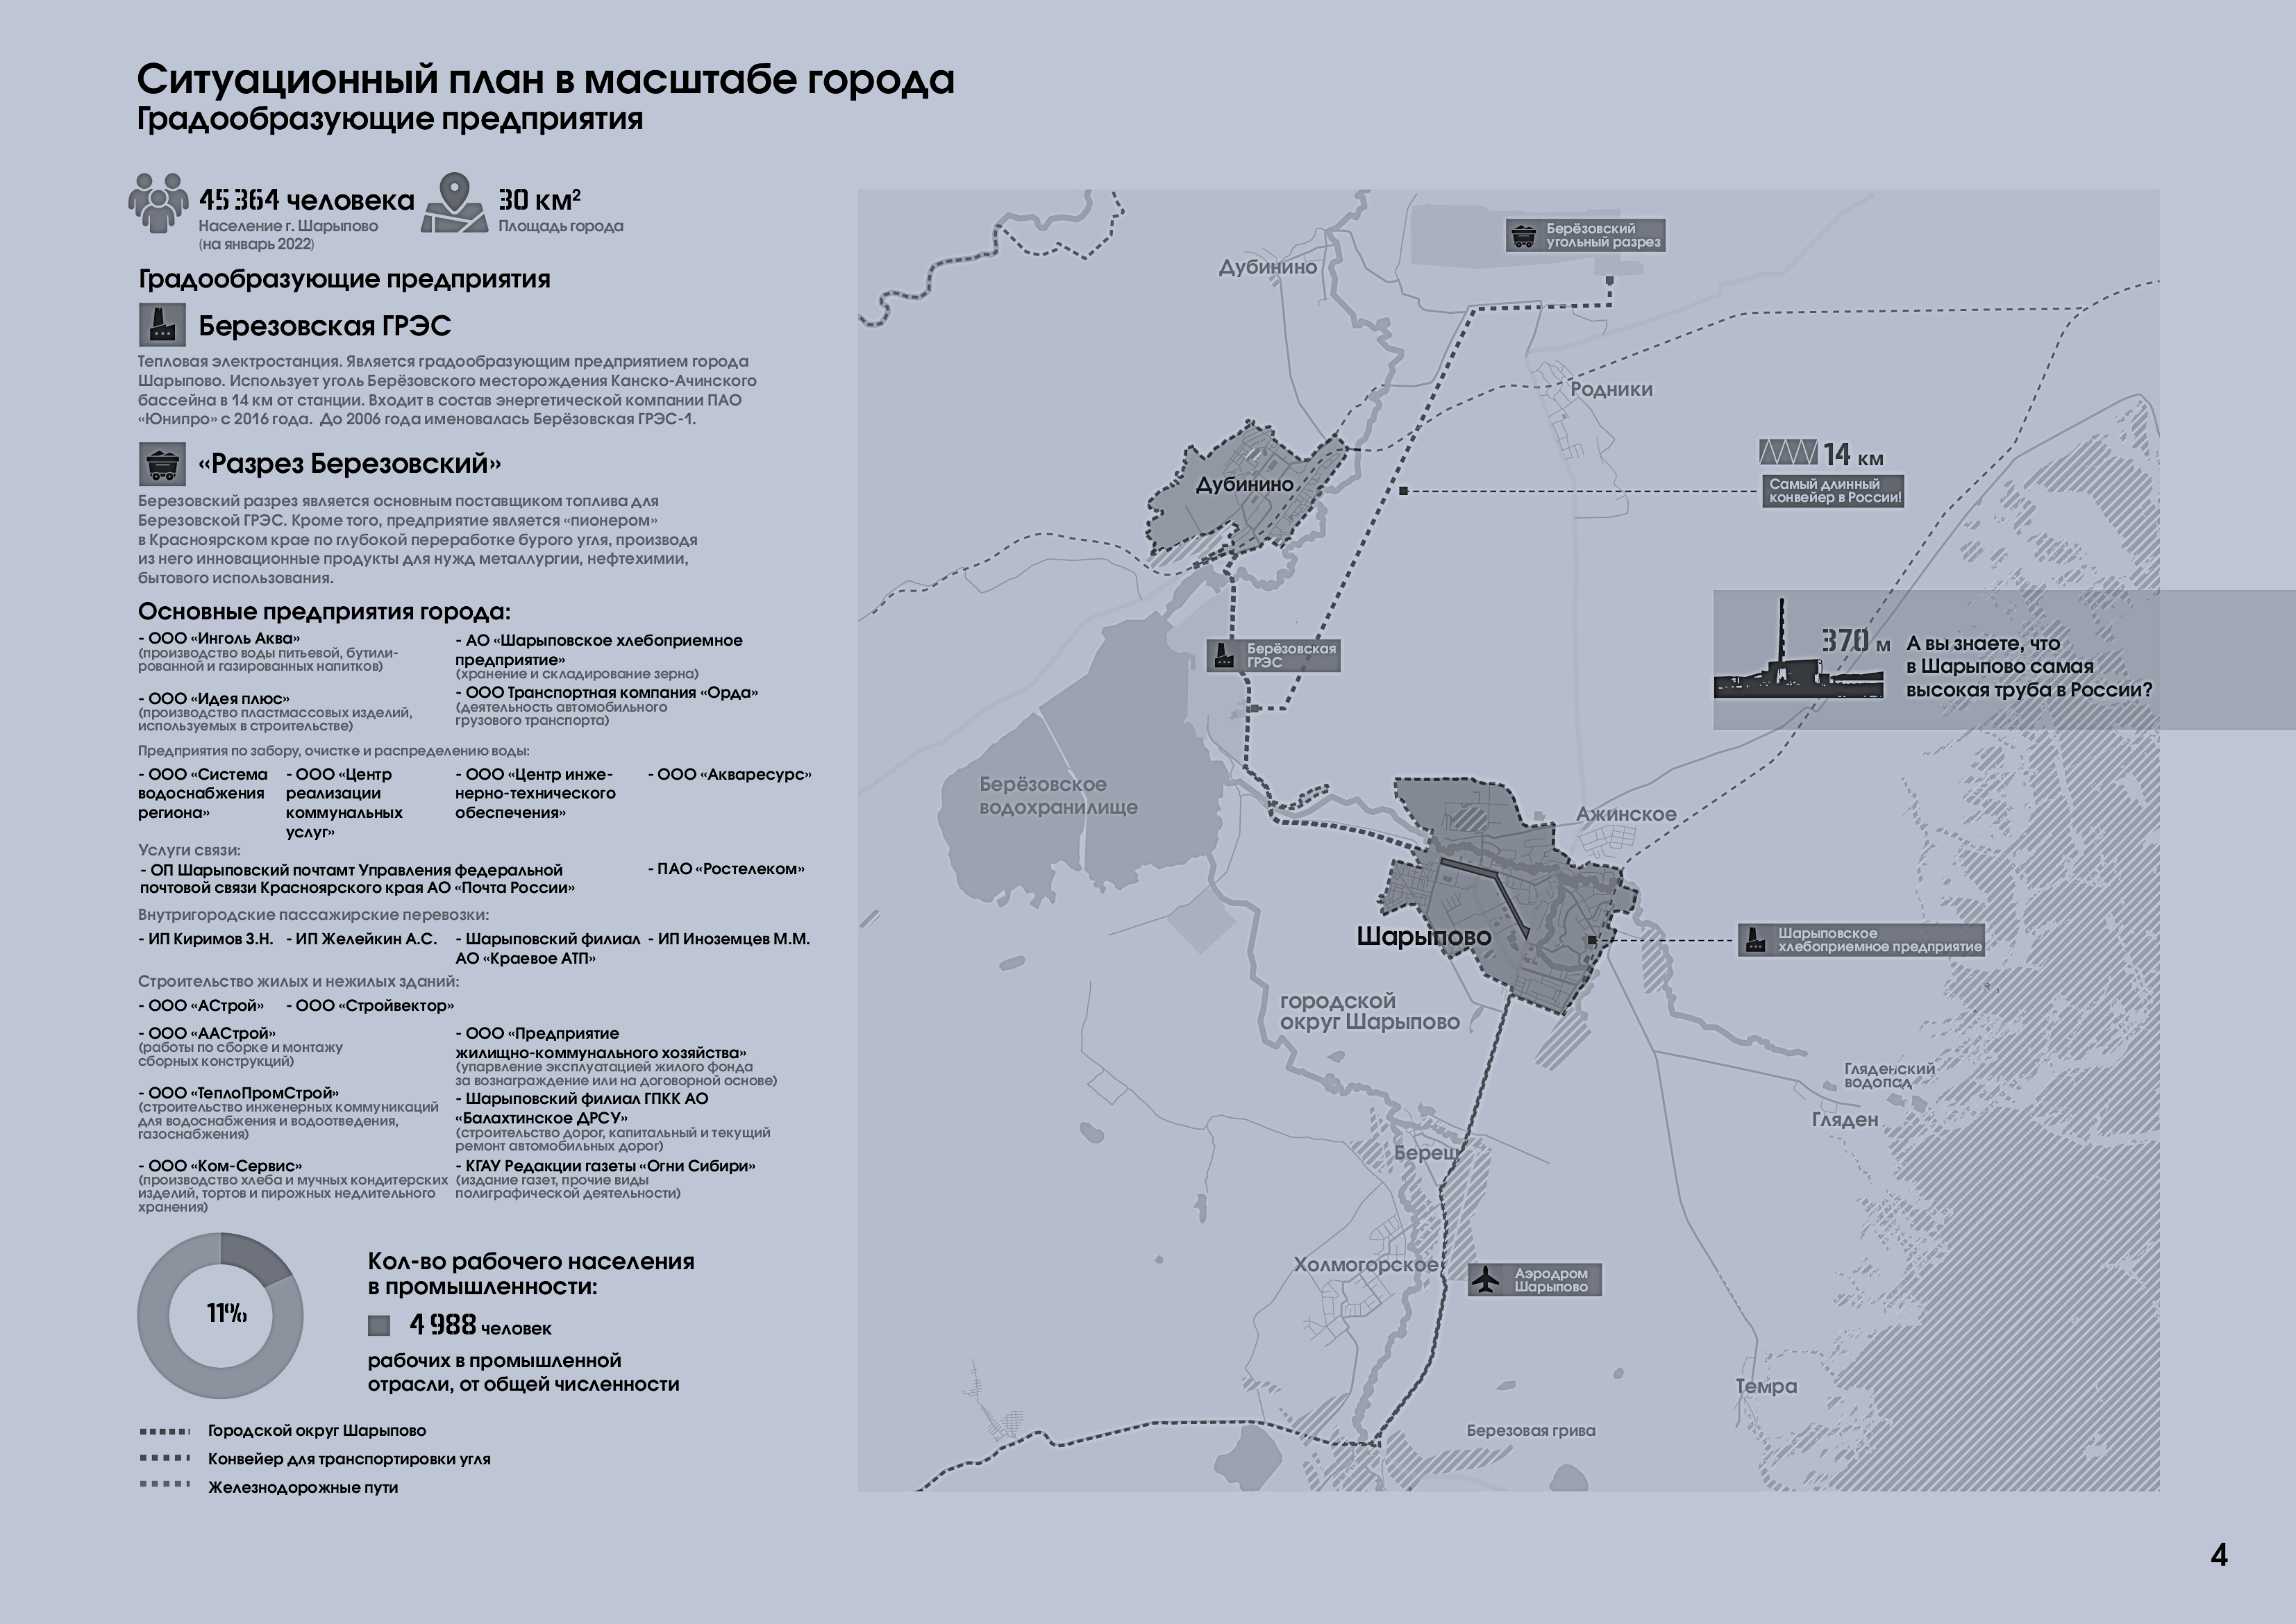 Ситуационный план в масштабе города
Градообразующие предприятия
45 364 человека
Население г. Шарыпово
(на январь 2022)
30 км²
Площадь города
Градообразующие предприятия
Березовская ГРЭС
Тепловая электростанция. Является градообразующим предприятием города
Шарыпово. Использует уголь Берёзовского месторождения Канско-Ачинского
бассейна в 14 км от станции. Входит в состав энергетической компании ПАО
«Юнипро» с 2016 года. До 2006 года именовалась Берёзовская ГРЭС-1.
«Разрез Березовский»
Березовский разрез является основным поставщиком топлива для
Березовской ГРЭС. Кроме того, предприятие является «пионером»
в Красноярском крае по глубокой переработке бурого угля, производя
из него инновационные продукты для нужд металлургии, нефтехимии,
бытового использования.
Основные предприятия города:
- ООО «Инголь Аква»
(производство воды питьевой, бутили-
рованной и газированных напитков)
- ООО «Идея плюс»
(производство пластмассовых изделий,
используемых в строительстве)
- АО «Шарыповское хлебоприемное
предприятие»
(хранение и складирование зерна)
- ООО Транспортная компания «Орда»
(деятельность автомобильного
грузового транспорта)
Предприятия по забору, очистке и распределению воды:
- ООО «Система
водоснабжения
региона»
- ООО «Центр
реализации
коммунальных
услуг»
- ООО «Центр инже-
нерно-технического
обеспечения»
- ООО «Акваресурс»
Услуги связи:
- ОП Шарыповский почтамт Управления федеральной
почтовой связи Красноярского края АО «Почта России»
- ПАО «Ростелеком»
Внутригородские пассажирские перевозки:
- ИП Киримов З.Н.
- ИП Желейкин А.С.
- Шарыповский филиал
АО «Краевое АТП»
- ИП Иноземцев М.М.
Строительство жилых и нежилых зданий:
- ООО «АСтрой»
- ООО «Стройвектор»
- ООО «ААСтрой»
(работы по сборке и монтажу
сборных конструкций)
- ООО «ТеплоПромСтрой»
(строительство инженерных коммуникаций
для водоснабжения и водоотведения,
газоснабжения)
- ООО «Ком-Сервис»
(производство хлеба и мучных кондитерских
изделий, тортов и пирожных недлительного
хранения)
- ООО «Предприятие
жилищно-коммунального хозяйства»
(упарвление эксплуатацией жилого фонда
за вознаграждение или на договорной основе)
- Шарыповский филиал ГПКК АО
«Балахтинское ДРСУ»
(строительство дорог, капитальный и текущий
ремонт автомобильных дорог)
- КГАУ Редакции газеты «Огни Сибири»
(издание газет, прочие виды
полиграфической деятельности)
11%
Кол-во рабочего населения
в промышленности:
4 988 человек
рабочих в промышленной
отрасли, от общей численности
Городской округ Шарыпово
Конвейер для транспортировки угля
Железнодорожные пути
Берёзовский
угольный разрез
Дубинино
Родники
14 км
Самый длинный
конвейер в России!
Дубинино
Берёзовская
ГРЭС
370 м
А вы знаете, что
в Шарыпово самая
высокая труба в России?
Берёзовское
водохранилище
Ажинское
Шарыпово
Шарыповское
хлебоприемное предприятие
городской
округ Шарыпово
Гляденский
водопад
Гляден
Берещ
Холмогорское
Аэродром
Шарыпово
Темра
Березовая грива
4